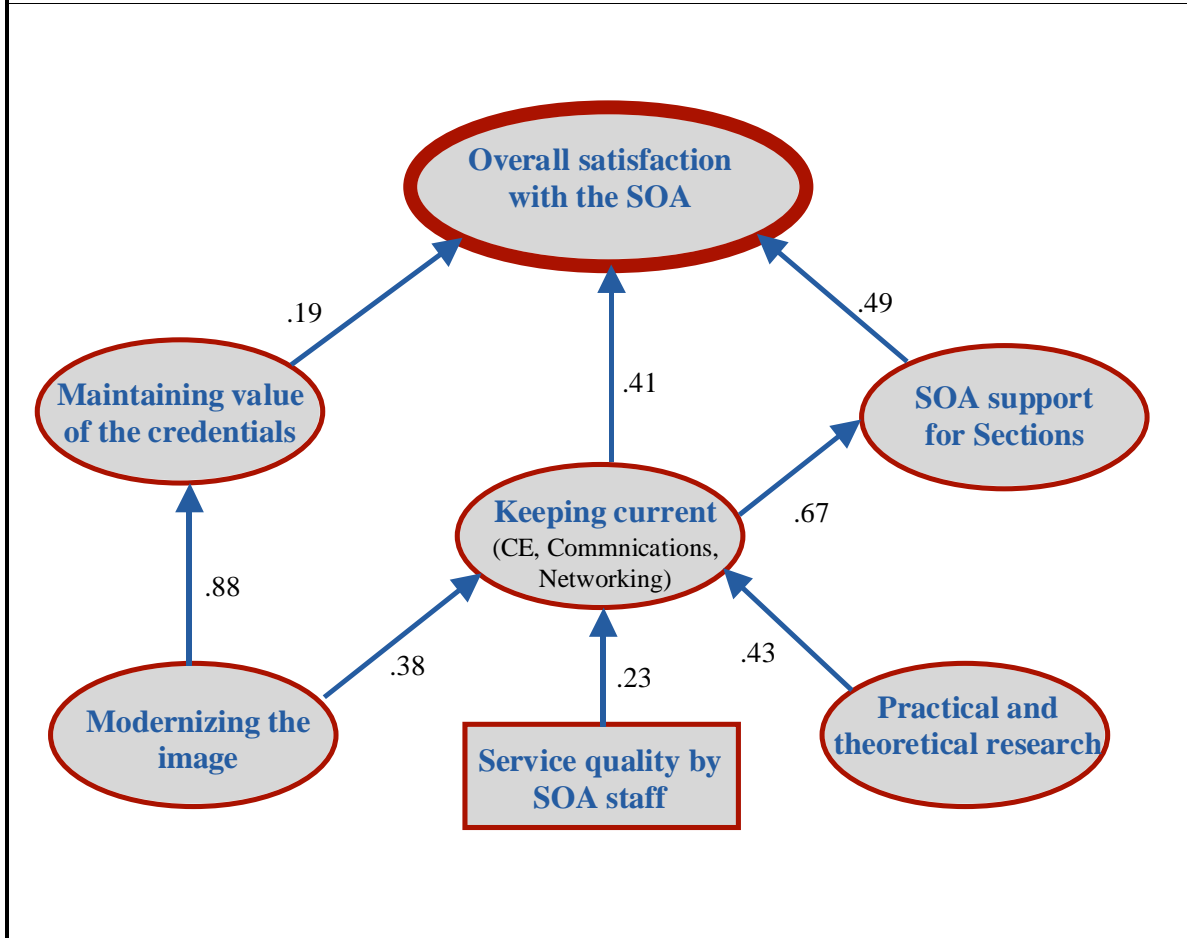 Overall satisfaction
with the SOA
.19
.49
.41
Maintaining value
of the credentials
SOA support
for Sections
Keeping current
(CE, Commnications,
Networking)
.67
.88
.38
.23
.43
Modernizing the
image
Service quality by
SOA staff
Practical and
theoretical research